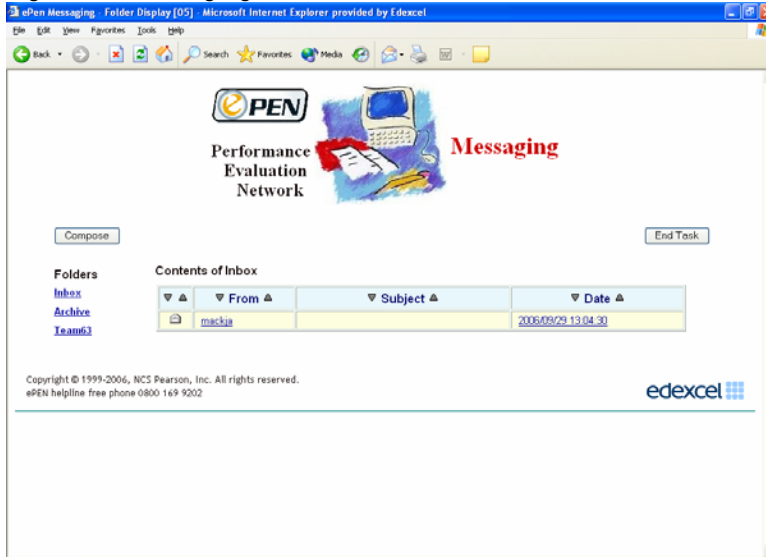 ePen Messaging - Folder Display [05] - Microsoft Internet Explorer provided by Edexcel
File Edit View Favorites Tools Help
Back Search Favorites Media
ePEN
Performance
Evaluation
Network
Messaging
Compose End Task
Folders
Contents of Inbox
Inbox
Archive
Team63
From Subject Date
mackja 2006/09/29 13:04:30
Copyright © 1999-2006, NCS Pearson, Inc. All rights reserved.
ePEN helpline free phone 0800 169 9202
edexcel